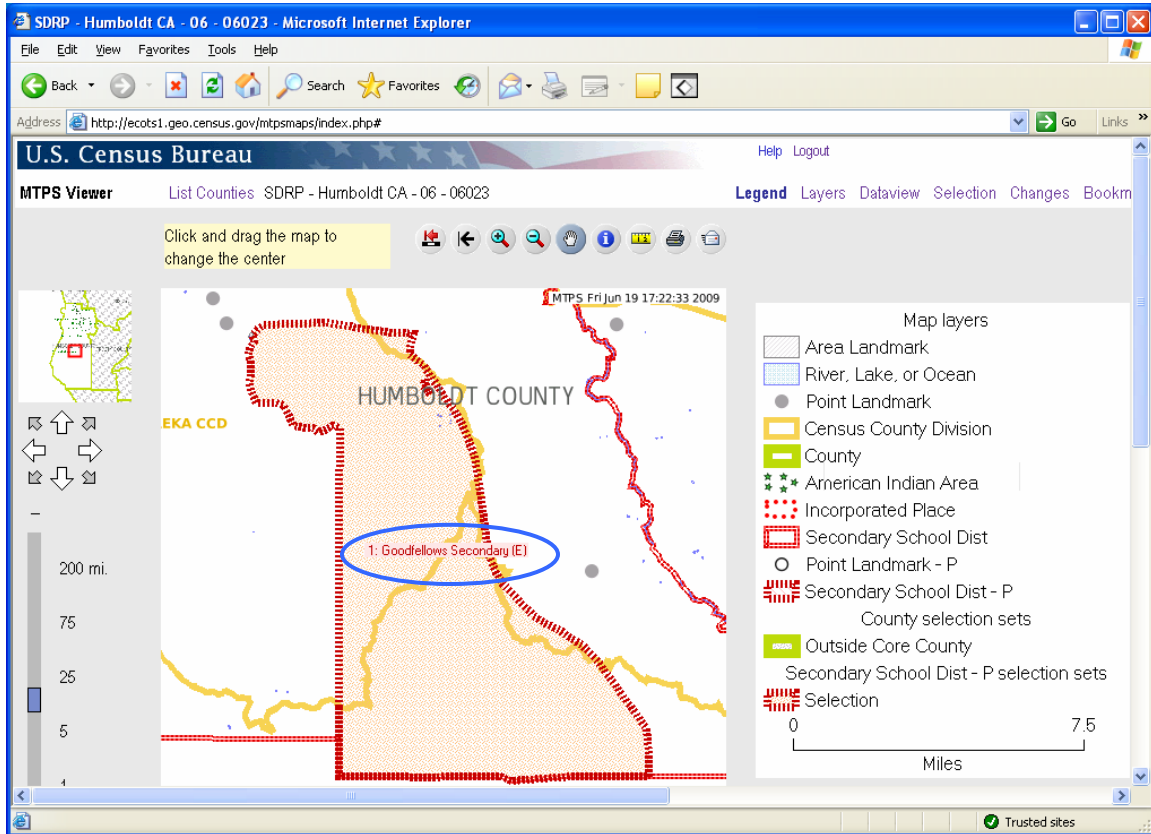 SDRP - Humboldt CA - 06 - 06023 - Microsoft Internet Explorer
File Edit View Favorites Tools Help
Back Search Favorites
Address http://ecots1.geo.census.gov/mtpsmaps/index.php# Go Links »
U.S. Census Bureau Help Logout
MTPS Viewer List Counties SDRP - Humboldt CA - 06 - 06023 Legend Layers Dataview Selection Changes Bookm
Click and drag the map to
change the center
MTPS Fri Jun 19 17:22:33 2009
HUMBOLDT COUNTY
EKA CCD
1: Goodfellows Secondary (E)
200 mi.
75
25
5
1
Map layers
Area Landmark
River, Lake, or Ocean
Point Landmark
Census County Division
County
American Indian Area
Incorporated Place
Secondary School Dist
Point Landmark - P
Secondary School Dist - P
County selection sets
Outside Core County
Secondary School Dist - P selection sets
Selection
0 7.5
Miles
Trusted sites